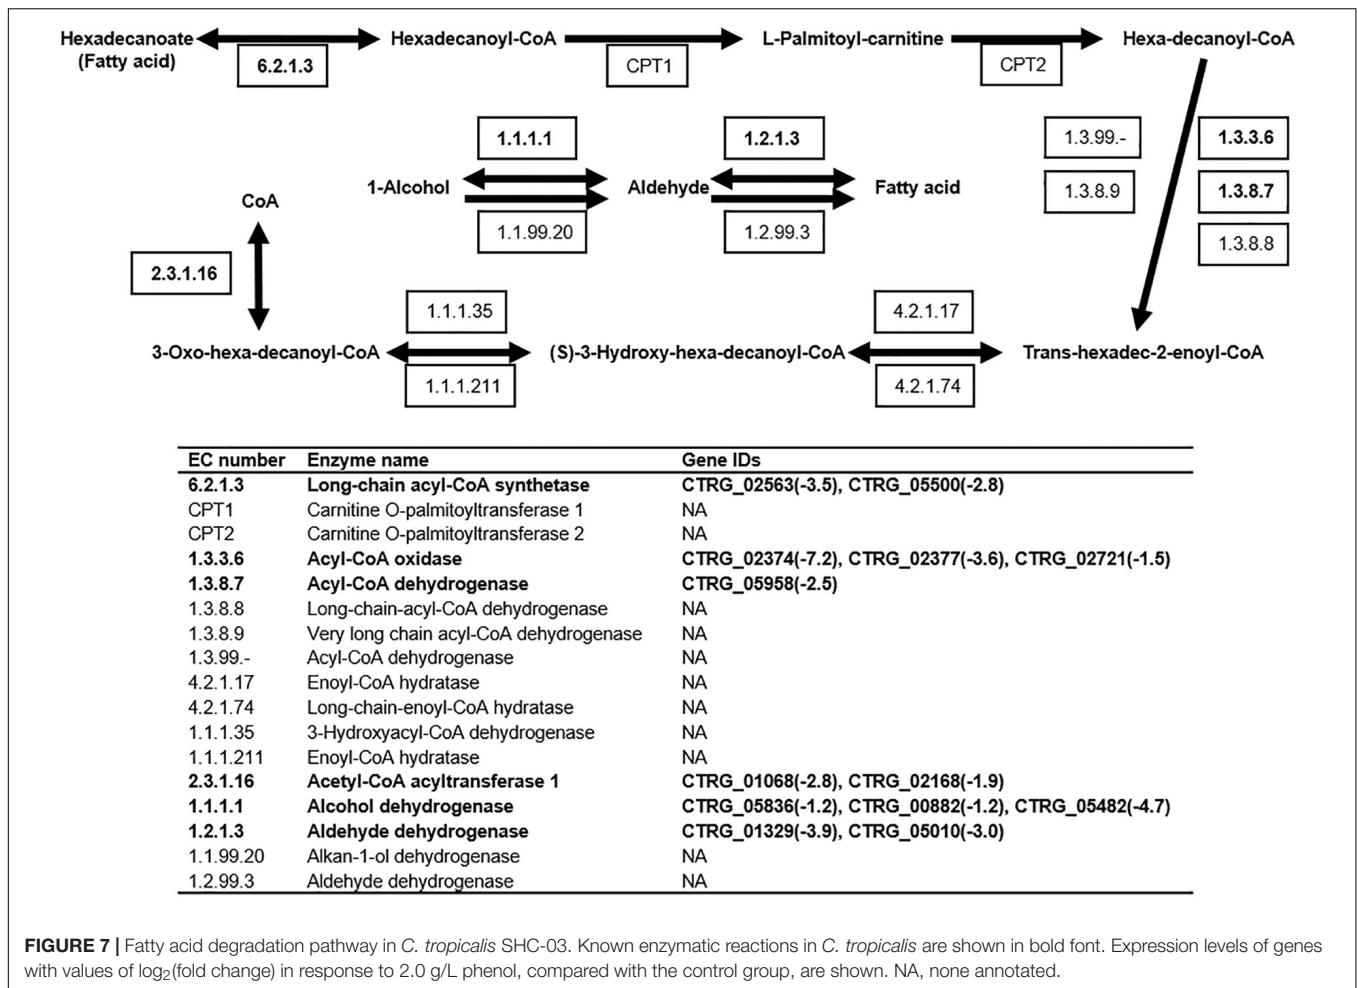 Hexadecanoate Hexadecanoyl-CoA L-Palmitoyl-carnitine Hexa-decanoyl-CoA
(Fatty acid)
6.2.1.3 CPT1 CPT2
1.1.1.1 1.2.1.3 1.3.99.- 1.3.3.6
1-Alcohol Aldehyde Fatty acid 1.3.8.9 1.3.8.7
1.1.99.20 1.2.99.3 1.3.8.8
CoA
2.3.1.16
1.1.1.35 4.2.1.17
3-Oxo-hexa-decanoyl-CoA (S)-3-Hydroxy-hexa-decanoyl-CoA Trans-hexadec-2-enoyl-CoA
1.1.1.211 4.2.1.74
EC number Enzyme name Gene IDs
6.2.1.3 Long-chain acyl-CoA synthetase CTRG_02563(-3.5), CTRG_05500(-2.8)
CPT1 Carnitine O-palmitoyltransferase 1 NA
CPT2 Carnitine O-palmitoyltransferase 2 NA
1.3.3.6 Acyl-CoA oxidase CTRG_02374(-7.2), CTRG_02377(-3.6), CTRG_02721(-1.5)
1.3.8.7 Acyl-CoA dehydrogenase CTRG_05958(-2.5)
1.3.8.8 Long-chain-acyl-CoA dehydrogenase NA
1.3.8.9 Very long chain acyl-CoA dehydrogenase NA
1.3.99.- Acyl-CoA dehydrogenase NA
4.2.1.17 Enoyl-CoA hydratase NA
4.2.1.74 Long-chain-enoyl-CoA hydratase NA
1.1.1.35 3-Hydroxyacyl-CoA dehydrogenase NA
1.1.1.211 Enoyl-CoA hydratase NA
2.3.1.16 Acetyl-CoA acyltransferase 1 CTRG_01068(-2.8), CTRG_02168(-1.9)
1.1.1.1 Alcohol dehydrogenase CTRG_05836(-1.2), CTRG_00882(-1.2), CTRG_05482(-4.7)
1.2.1.3 Aldehyde dehydrogenase CTRG_01329(-3.9), CTRG_05010(-3.0)
1.1.99.20 Alkan-1-ol dehydrogenase NA
1.2.99.3 Aldehyde dehydrogenase NA
FIGURE 7 | Fatty acid degradation pathway in C. tropicalis SHC-03. Known enzymatic reactions in C. tropicalis are shown in bold font. Expression levels of genes
with values of log2(fold change) in response to 2.0 g/L phenol, compared with the control group, are shown. NA, none annotated.